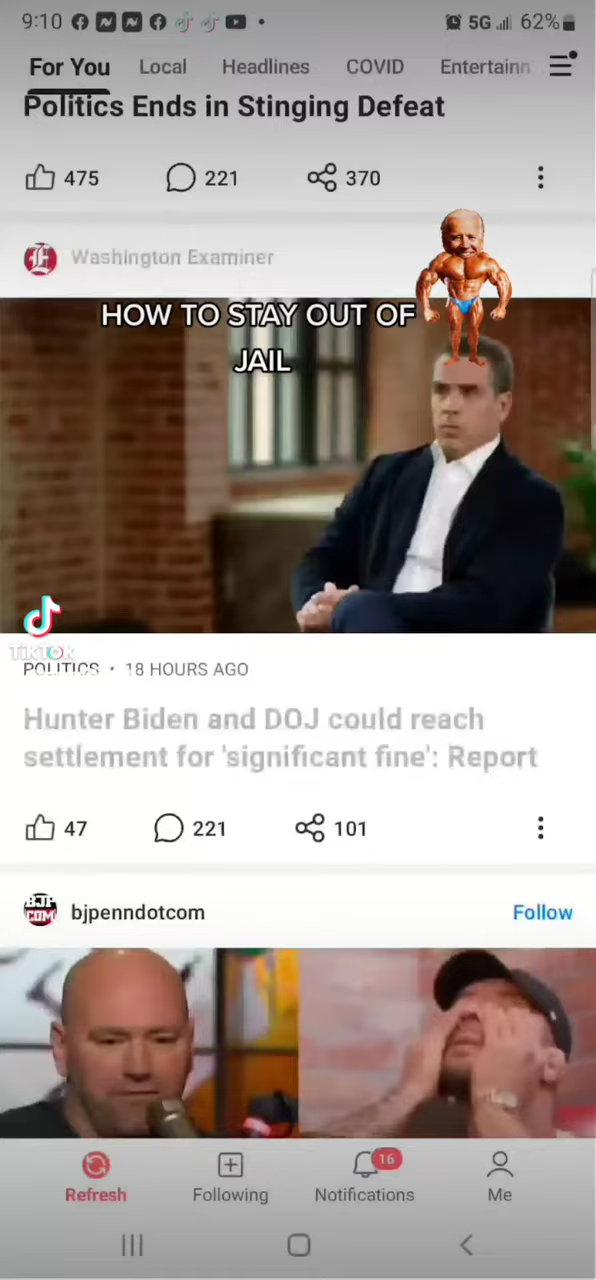 9:10
5G 62%
For You Local Headlines COVID Entertainn
Politics Ends in Stinging Defeat
475 221 370
Washington Examiner
HOW TO STAY OUT OF
JAIL
TikTok
POLITICS • 18 HOURS AGO
Hunter Biden and DOJ could reach
settlement for 'significant fine': Report
47 221 101
BJP
COM
bjpenndotcom Follow
16
Refresh Following Notifications Me